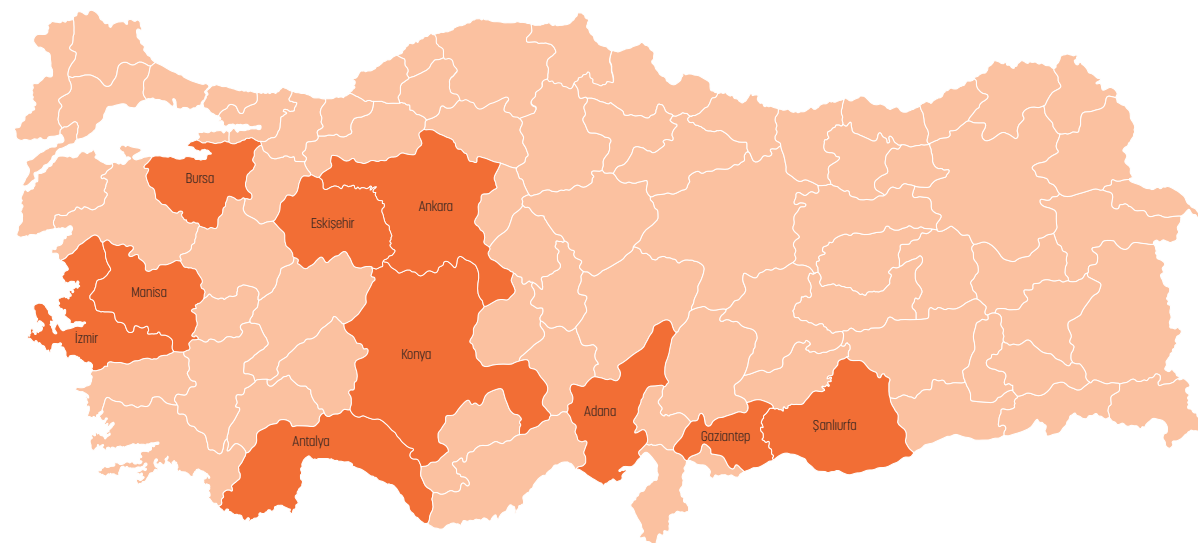 Bursa
Ankara
Eskişehir
Manisa
İzmir
Konya
Adana
Şanlıurfa
Gaziantep
Antalya